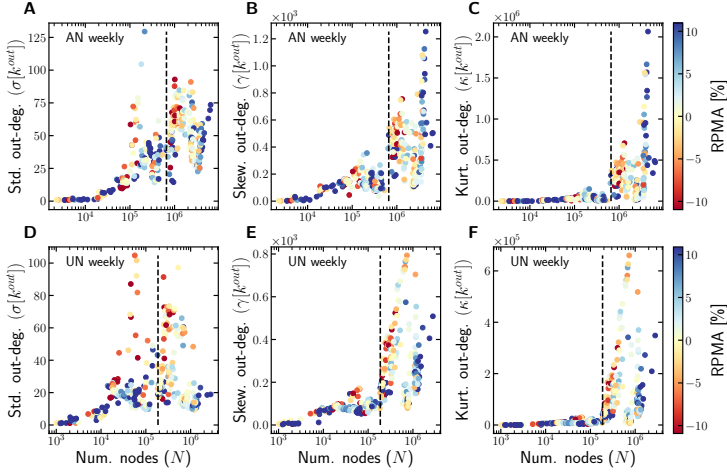 A
AN weekly
Std. out-deg. (σ[k^out])
125
100
75
50
25
0
10^4
10^5
10^6
B
×10^3
AN weekly
Skew. out-deg. (γ[k^out])
1.2
1.0
0.8
0.5
0.2
0.0
10^4
10^5
10^6
C
×10^6
AN weekly
Kurt. out-deg. (κ[k^out])
2.0
1.5
1.0
0.5
0.0
10^4
10^5
10^6
10
5
0
−5
−10
RPMA [%]
D
UN weekly
Std. out-deg. (σ[k^out])
100
80
60
40
20
0
10^3
10^4
10^5
10^6
Num. nodes (N)
E
×10^3
UN weekly
Skew. out-deg. (γ[k^out])
0.8
0.6
0.4
0.2
0.0
10^3
10^4
10^5
10^6
Num. nodes (N)
F
×10^5
UN weekly
Kurt. out-deg. (κ[k^out])
6
4
2
0
10^3
10^4
10^5
10^6
Num. nodes (N)
10
5
0
−5
−10
RPMA [%]